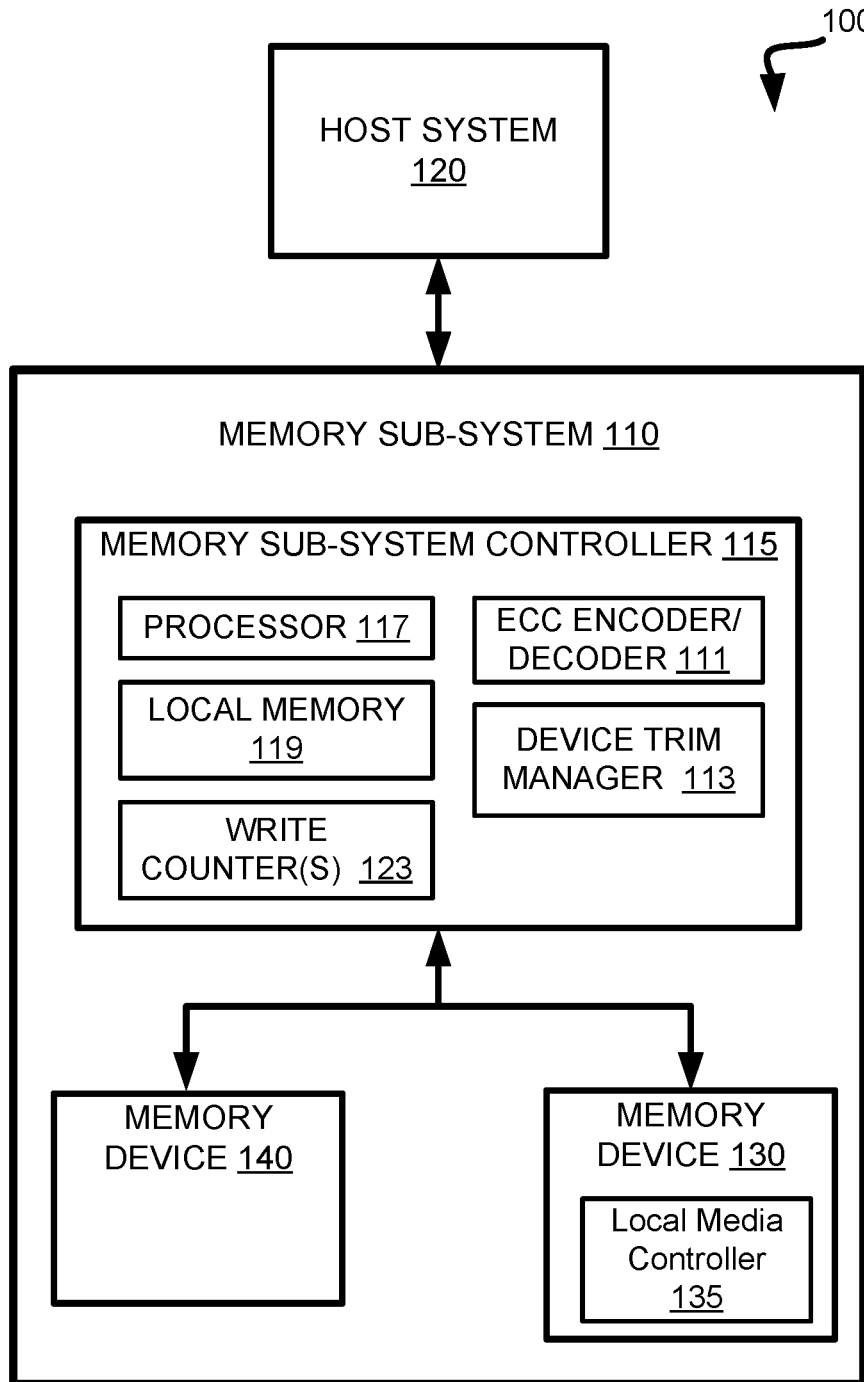 100
HOST SYSTEM
120
MEMORY SUB-SYSTEM 110
MEMORY SUB-SYSTEM CONTROLLER 115
PROCESSOR 117
LOCAL MEMORY
119
WRITE
COUNTER(S) 123
ECC ENCODER/
DECODER 111
DEVICE TRIM
MANAGER 113
MEMORY
DEVICE 140
MEMORY
DEVICE 130
Local Media
Controller
135